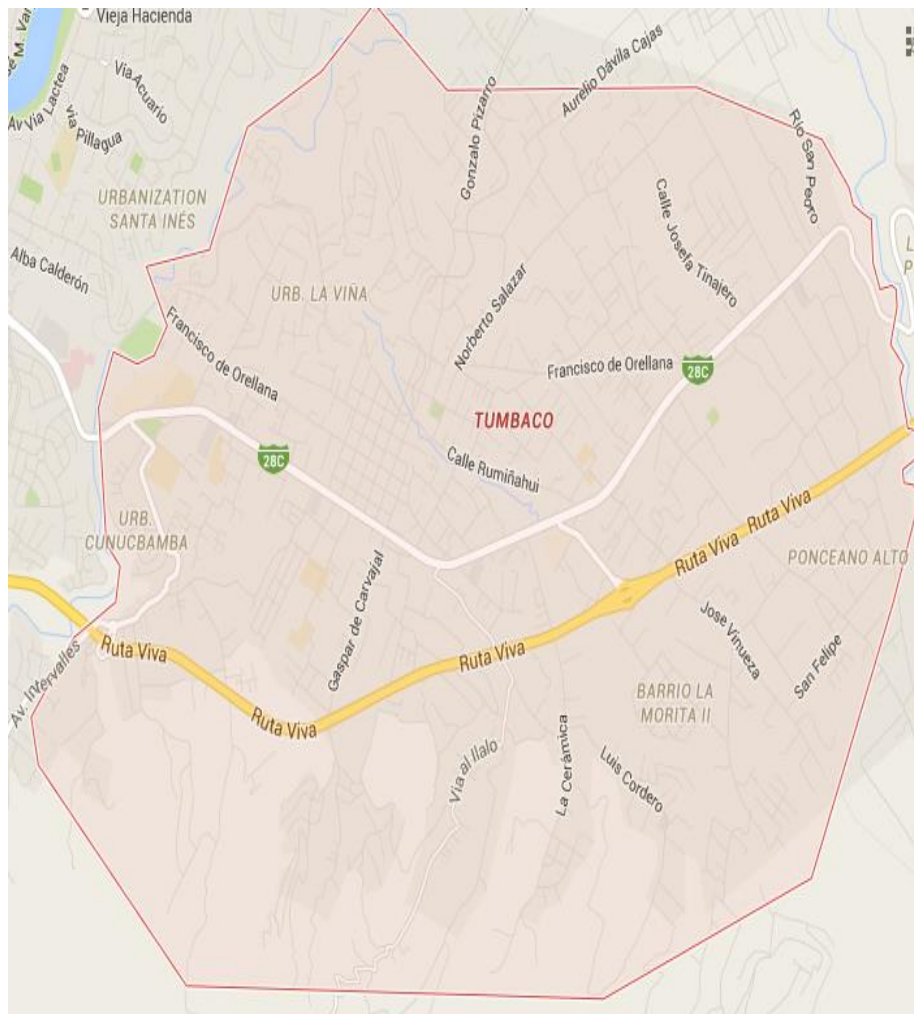 Vieja Hacienda
Via Lactea
Via Acuario
via Pillagua
Gonzalo Pizarro
Aurelio Dávila Cajas
Río San Pedro
URBANIZATION
SANTA INÉS
Calle Josefa Tinajero
Alba Calderón
URB. LA VIÑA
Norberto Salazar
Francisco de Orellana
Francisco de Orellana
28C
TUMBACO
28C
Calle Rumiñahui
URB.
CUNUCBAMBA
Ruta Viva
Ruta Viva
PONCEANO ALTO
Gaspar de Carvajal
Jose Vinueza
San Felipe
Av. Intervalles
Ruta Viva
Ruta Viva
Ruta Viva
BARRIO LA
MORITA II
Via al Ilalo
La Cerámica
Luis Cordero